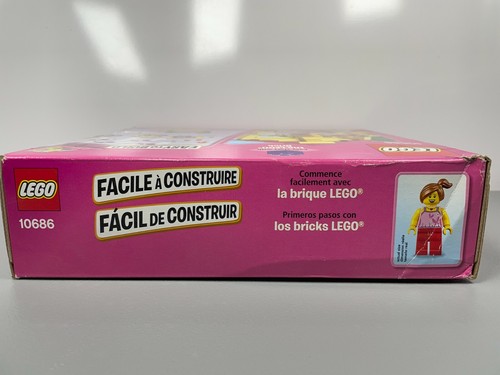 LEGO
10686
FACILE À CONSTRUIRE
FÁCIL DE CONSTRUIR
Commence
facilement avec
la brique LEGO®
Primeros pasos con
los bricks LEGO®
LEGO